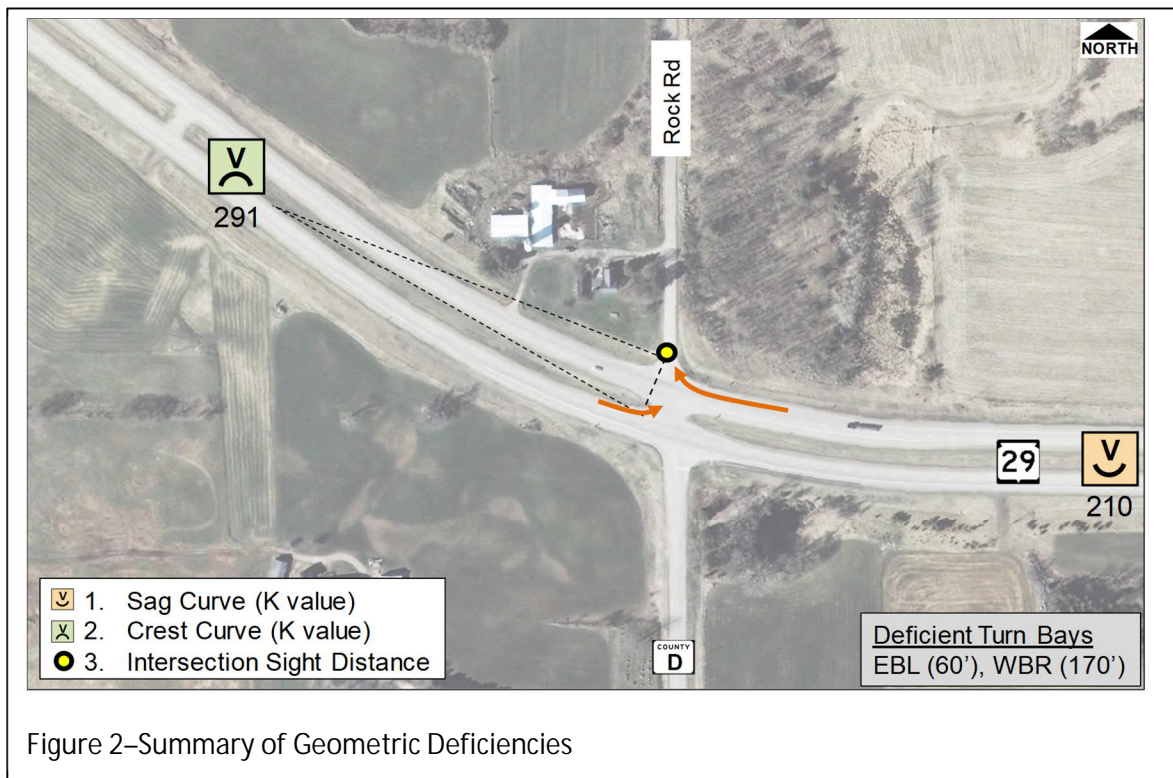 NORTH
Rock Rd
V
291
29
V
210
V 1. Sag Curve (K value)
V 2. Crest Curve (K value)
3. Intersection Sight Distance
COUNTY
D
Deficient Turn Bays
EBL (60’), WBR (170’)
Figure 2–Summary of Geometric Deficiencies